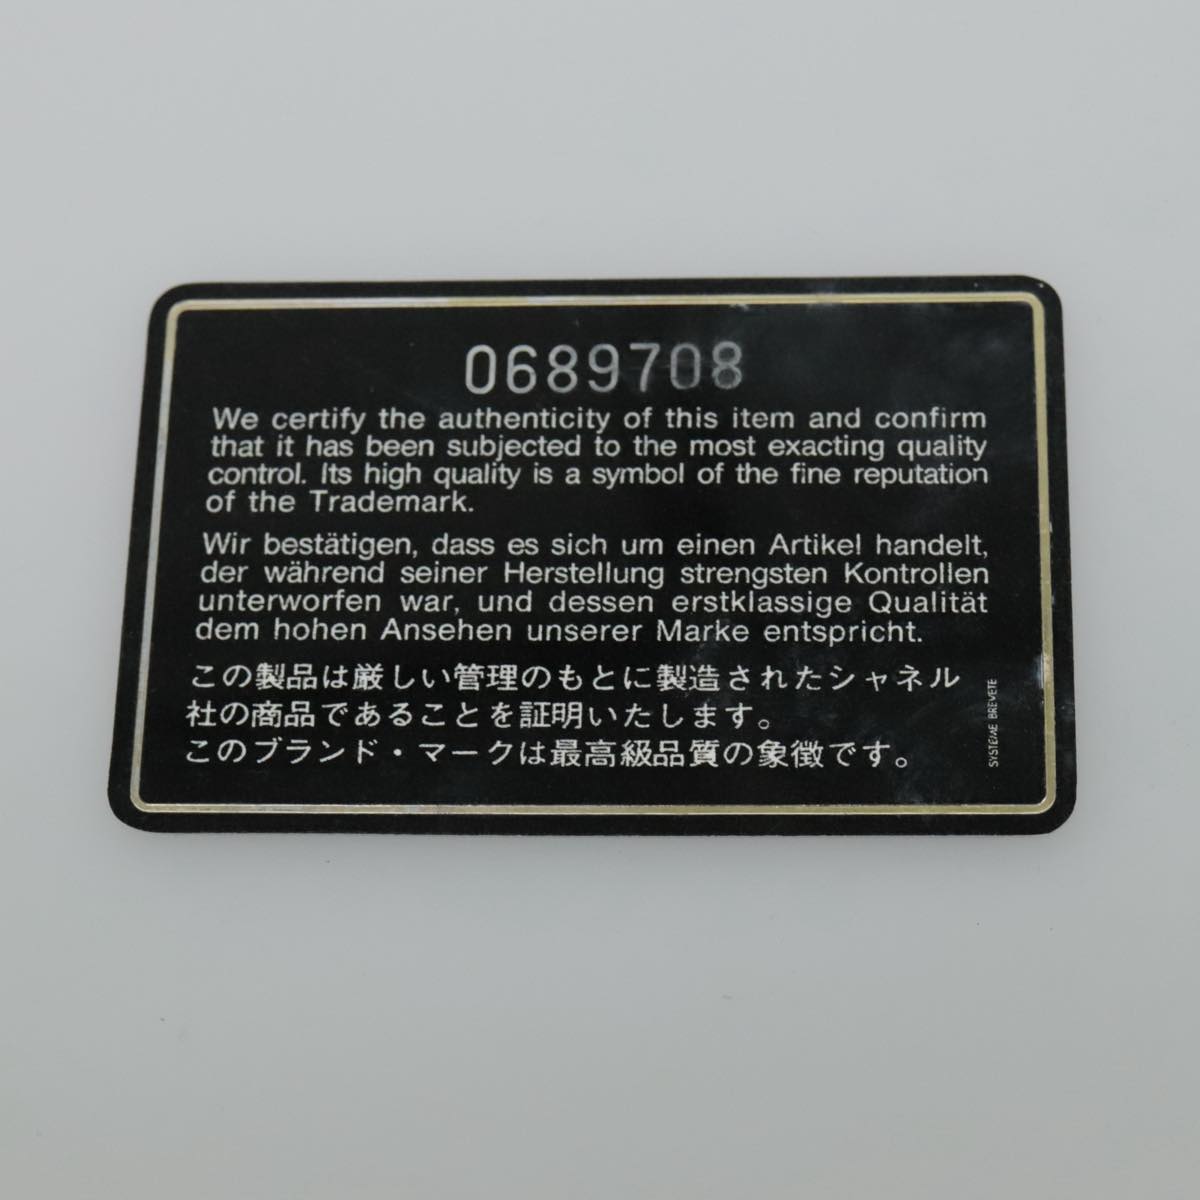 0689708
We certify the authenticity of this item and confirm
that it has been subjected to the most exacting quality
control. Its high quality is a symbol of the fine reputation
of the Trademark.
Wir bestätigen, dass es sich um einen Artikel handelt,
der während seiner Herstellung strengsten Kontrollen
unterworfen war, und dessen erstklassige Qualität
dem hohen Ansehen unserer Marke entspricht.
この製品は厳しい管理のもとに製造されたシャネル
社の商品であることを証明いたします。
このブランド・マークは最高級品質の象徴です。
SYSTEME BREVETE